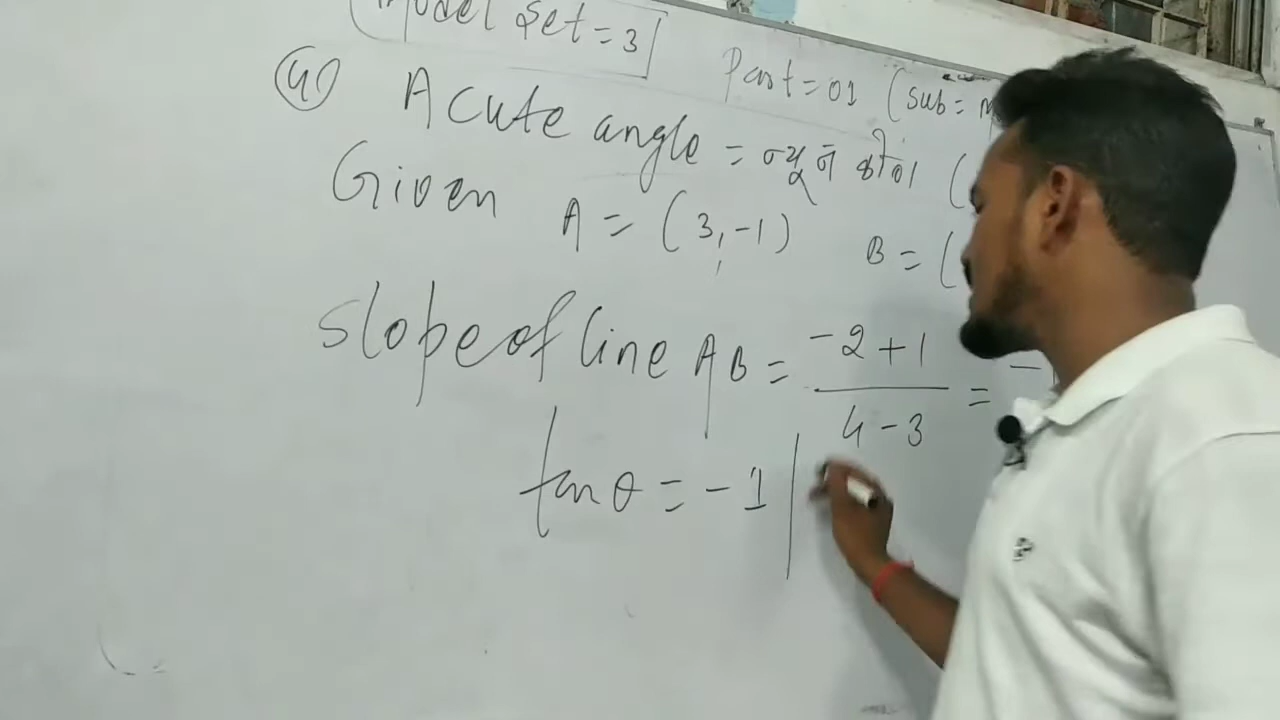 Model Set = 3
Part = 01 (Sub = m
(4) Acute angle = न्यून कोण (
Given A = (3, -1) B = (
Slope of line AB = -2 + 1 / 4 - 3 = -1
tan θ = -1